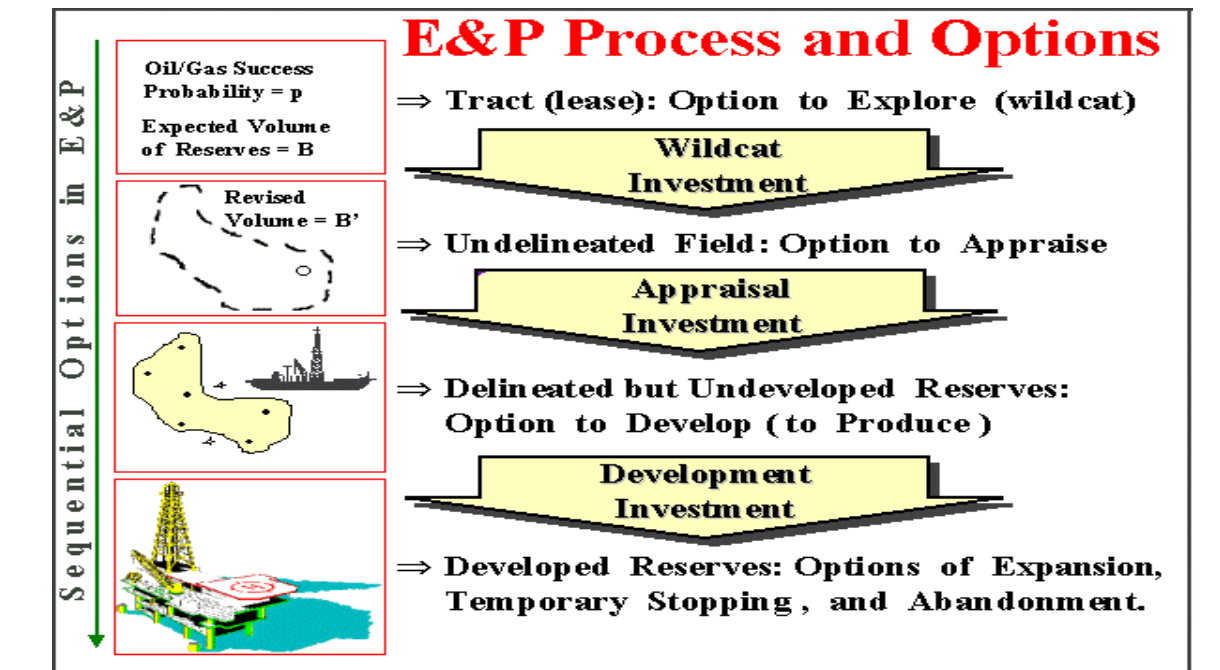 E&P Process and Options
Sequential Options in E&P
Oil/Gas Success
Probability = p
Expected Volume
of Reserves = B
⇒ Tract (lease): Option to Explore (wildcat)
Wildcat
Investment
Revised
Volume = B’
⇒ Undelineated Field: Option to Appraise
Appraisal
Investment
⇒ Delineated but Undeveloped Reserves:
Option to Develop (to Produce)
Development
Investment
⇒ Developed Reserves: Options of Expansion,
Temporary Stopping, and Abandonment.